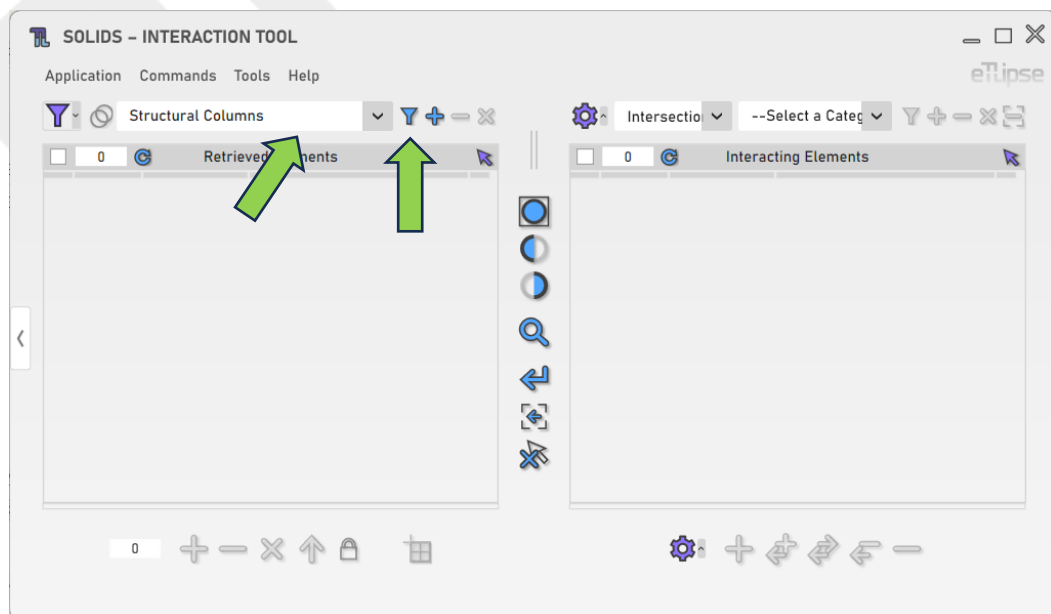 SOLIDS – INTERACTION TOOL
Application Commands Tools Help
eTLipse
Structural Columns
Intersectio
--Select a Categ
0
Retrieved
ents
0
Interacting Elements
0